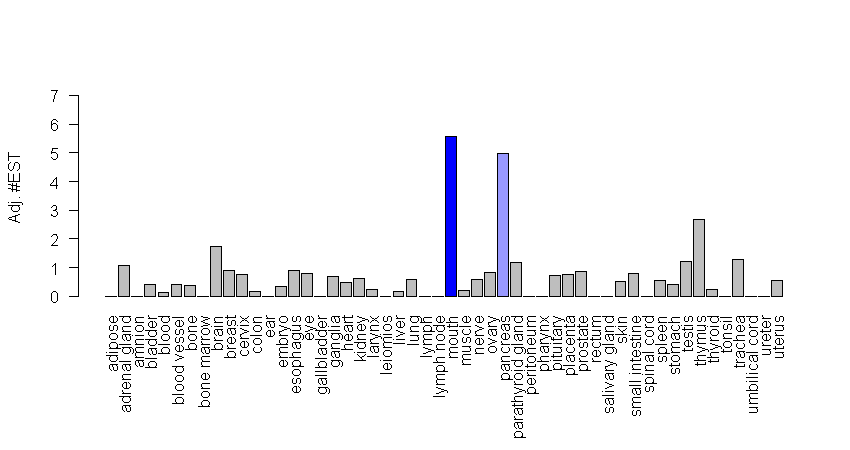 7
6
5
4
3
2
1
0
Adj. #EST
adipose
adrenal gland
amnion
bladder
blood
blood vessel
bone
bone marrow
brain
breast
cervix
colon
ear
embryo
esophagus
eye
gallbladder
ganglia
heart
kidney
larynx
leiomios
liver
lung
lymph
lymph node
mouth
muscle
nerve
ovary
pancreas
parathyroid gland
peritoneum
pharynx
pituitary
placenta
prostate
rectum
salivary gland
skin
small intestine
spinal cord
spleen
stomach
testis
thymus
thyroid
tonsil
trachea
umbilical cord
ureter
uterus